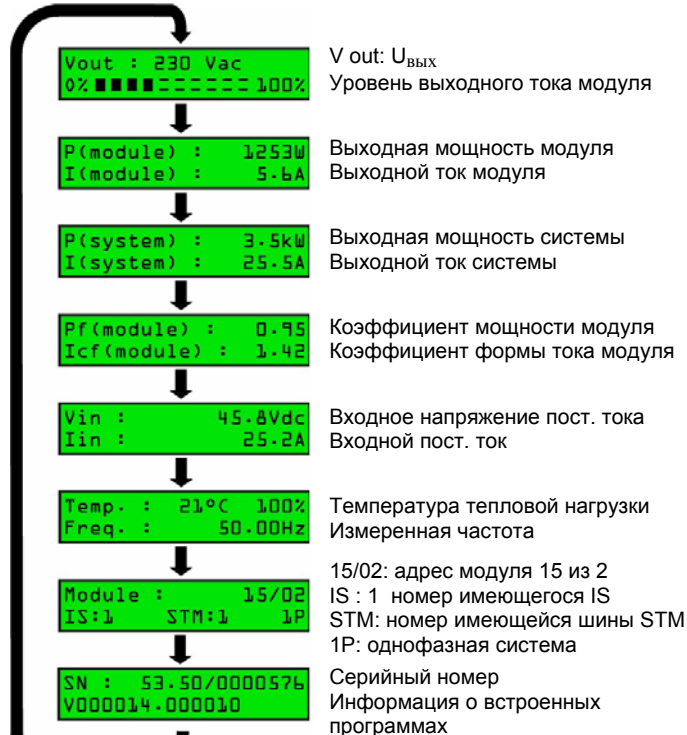 Vout : 230 Vac
0% 100%
V out: Uвых
Уровень выходного тока модуля
P(module) : 1253W
I(module) : 5.6A
Выходная мощность модуля
Выходной ток модуля
P(system) : 3.5kW
I(system) : 25.5A
Выходная мощность системы
Выходной ток системы
Pf(module) : 0.95
Icf(module) : 1.42
Коэффициент мощности модуля
Коэффициент формы тока модуля
Vin : 45.8Vdc
Iin : 25.2A
Входное напряжение пост. тока
Входной пост. ток
Temp. : 21°C 100%
Freq. : 50.00Hz
Температура тепловой нагрузки
Измеренная частота
Module : 15/02
IS:1 STM:1 1P
15/02: адрес модуля 15 из 2
IS : 1 номер имеющегося IS
STM: номер имеющейся шины STM
1P: однофазная система
SN : 53.50/0000576
V000014.000010
Серийный номер
Информация о встроенных
программах